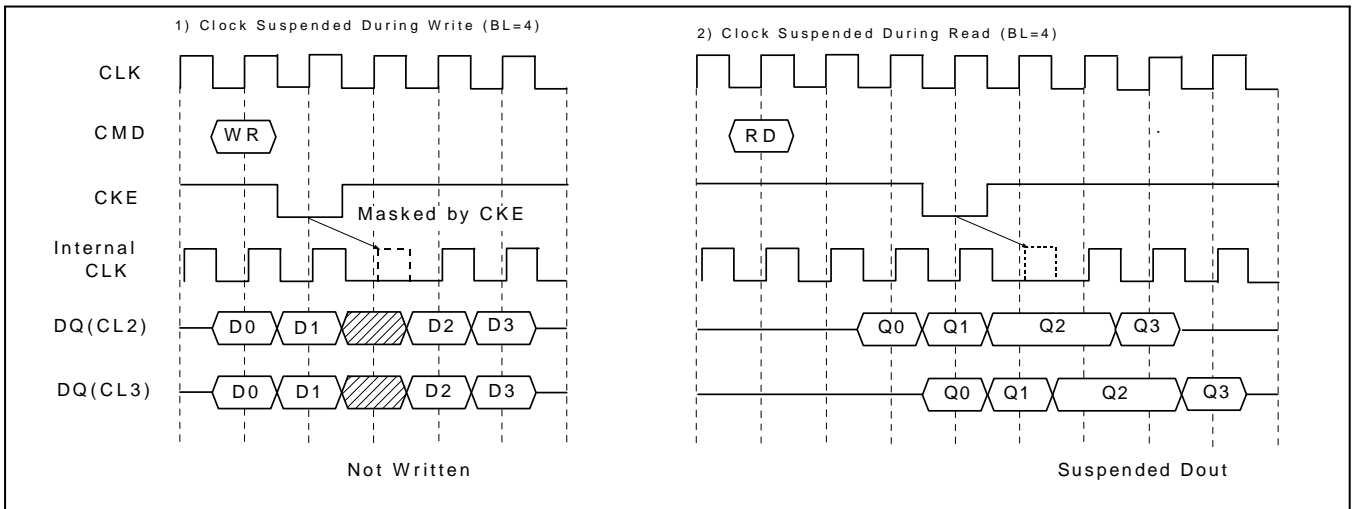 1) Clock Suspended During Write (BL=4)
2) Clock Suspended During Read (BL=4)
CLK
CMD
WR
RD
CKE
Masked by CKE
Internal
CLK
DQ(CL2)
D0 D1 D2 D3
Q0 Q1 Q2 Q3
DQ(CL3)
D0 D1 D2 D3
Q0 Q1 Q2 Q3
Not Written
Suspended Dout